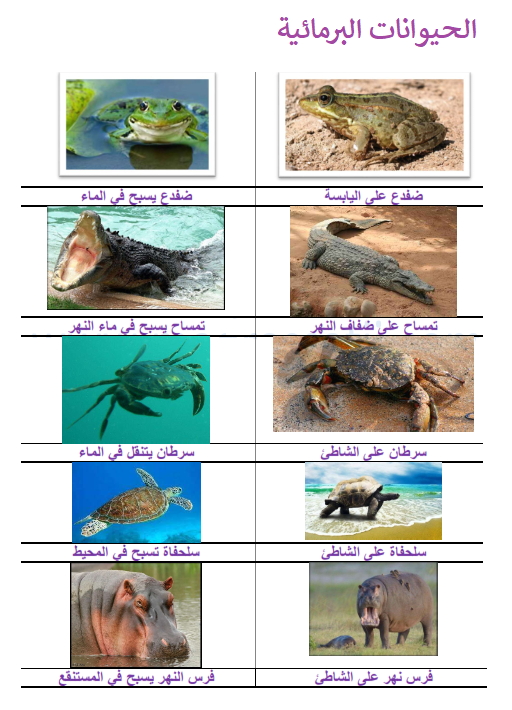 الحيوانات البرمائية
ضفدع على اليابسة
ضفدع يسبح في الماء
تمساح على ضفاف النهر
تمساح يسبح في ماء النهر
سرطان على الشاطئ
سرطان يتنقل في الماء
سلحفاة على الشاطئ
سلحفاة تسبح في المحيط
فرس نهر على الشاطئ
فرس النهر يسبح في المستنقع